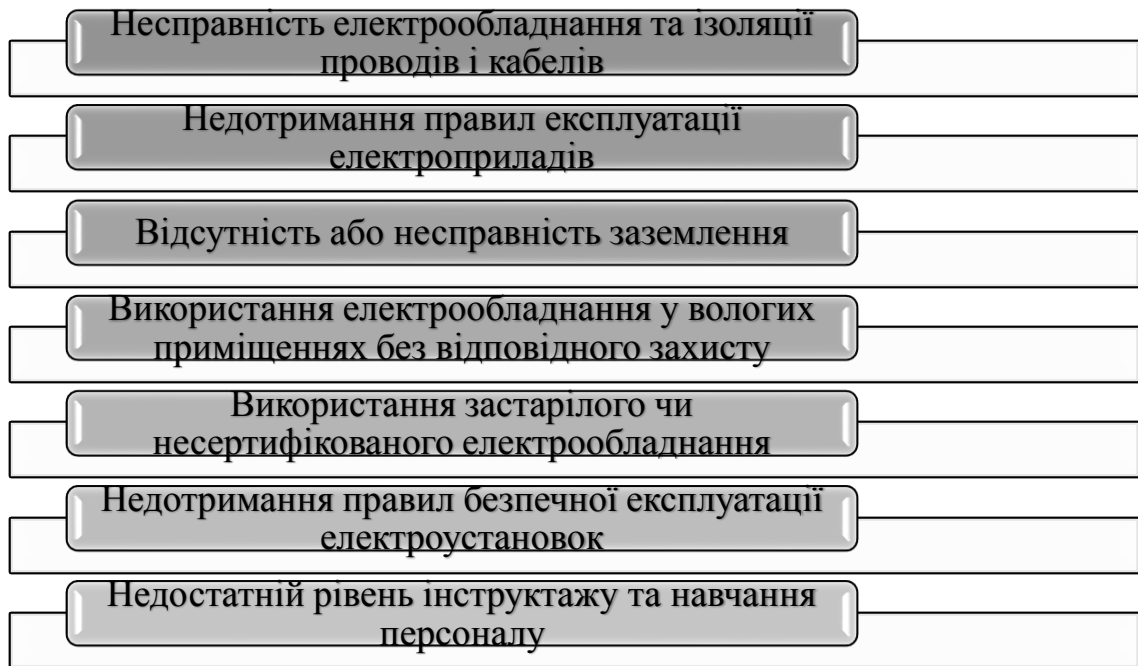 Несправність електрообладнання та ізоляції
проводів і кабелів
Недотримання правил експлуатації
електроприладів
Відсутність або несправність заземлення
Використання електрообладнання у вологих
приміщеннях без відповідного захисту
Використання застарілого чи
несертифікованого електрообладнання
Недотримання правил безпечної експлуатації
електроустановок
Недостатній рівень інструктажу та навчання
персоналу